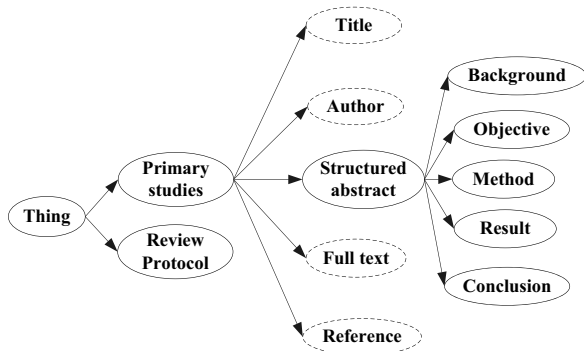 Thing
Primary
studies
Review
Protocol
Title
Author
Structured
abstract
Full text
Reference
Background
Objective
Method
Result
Conclusion